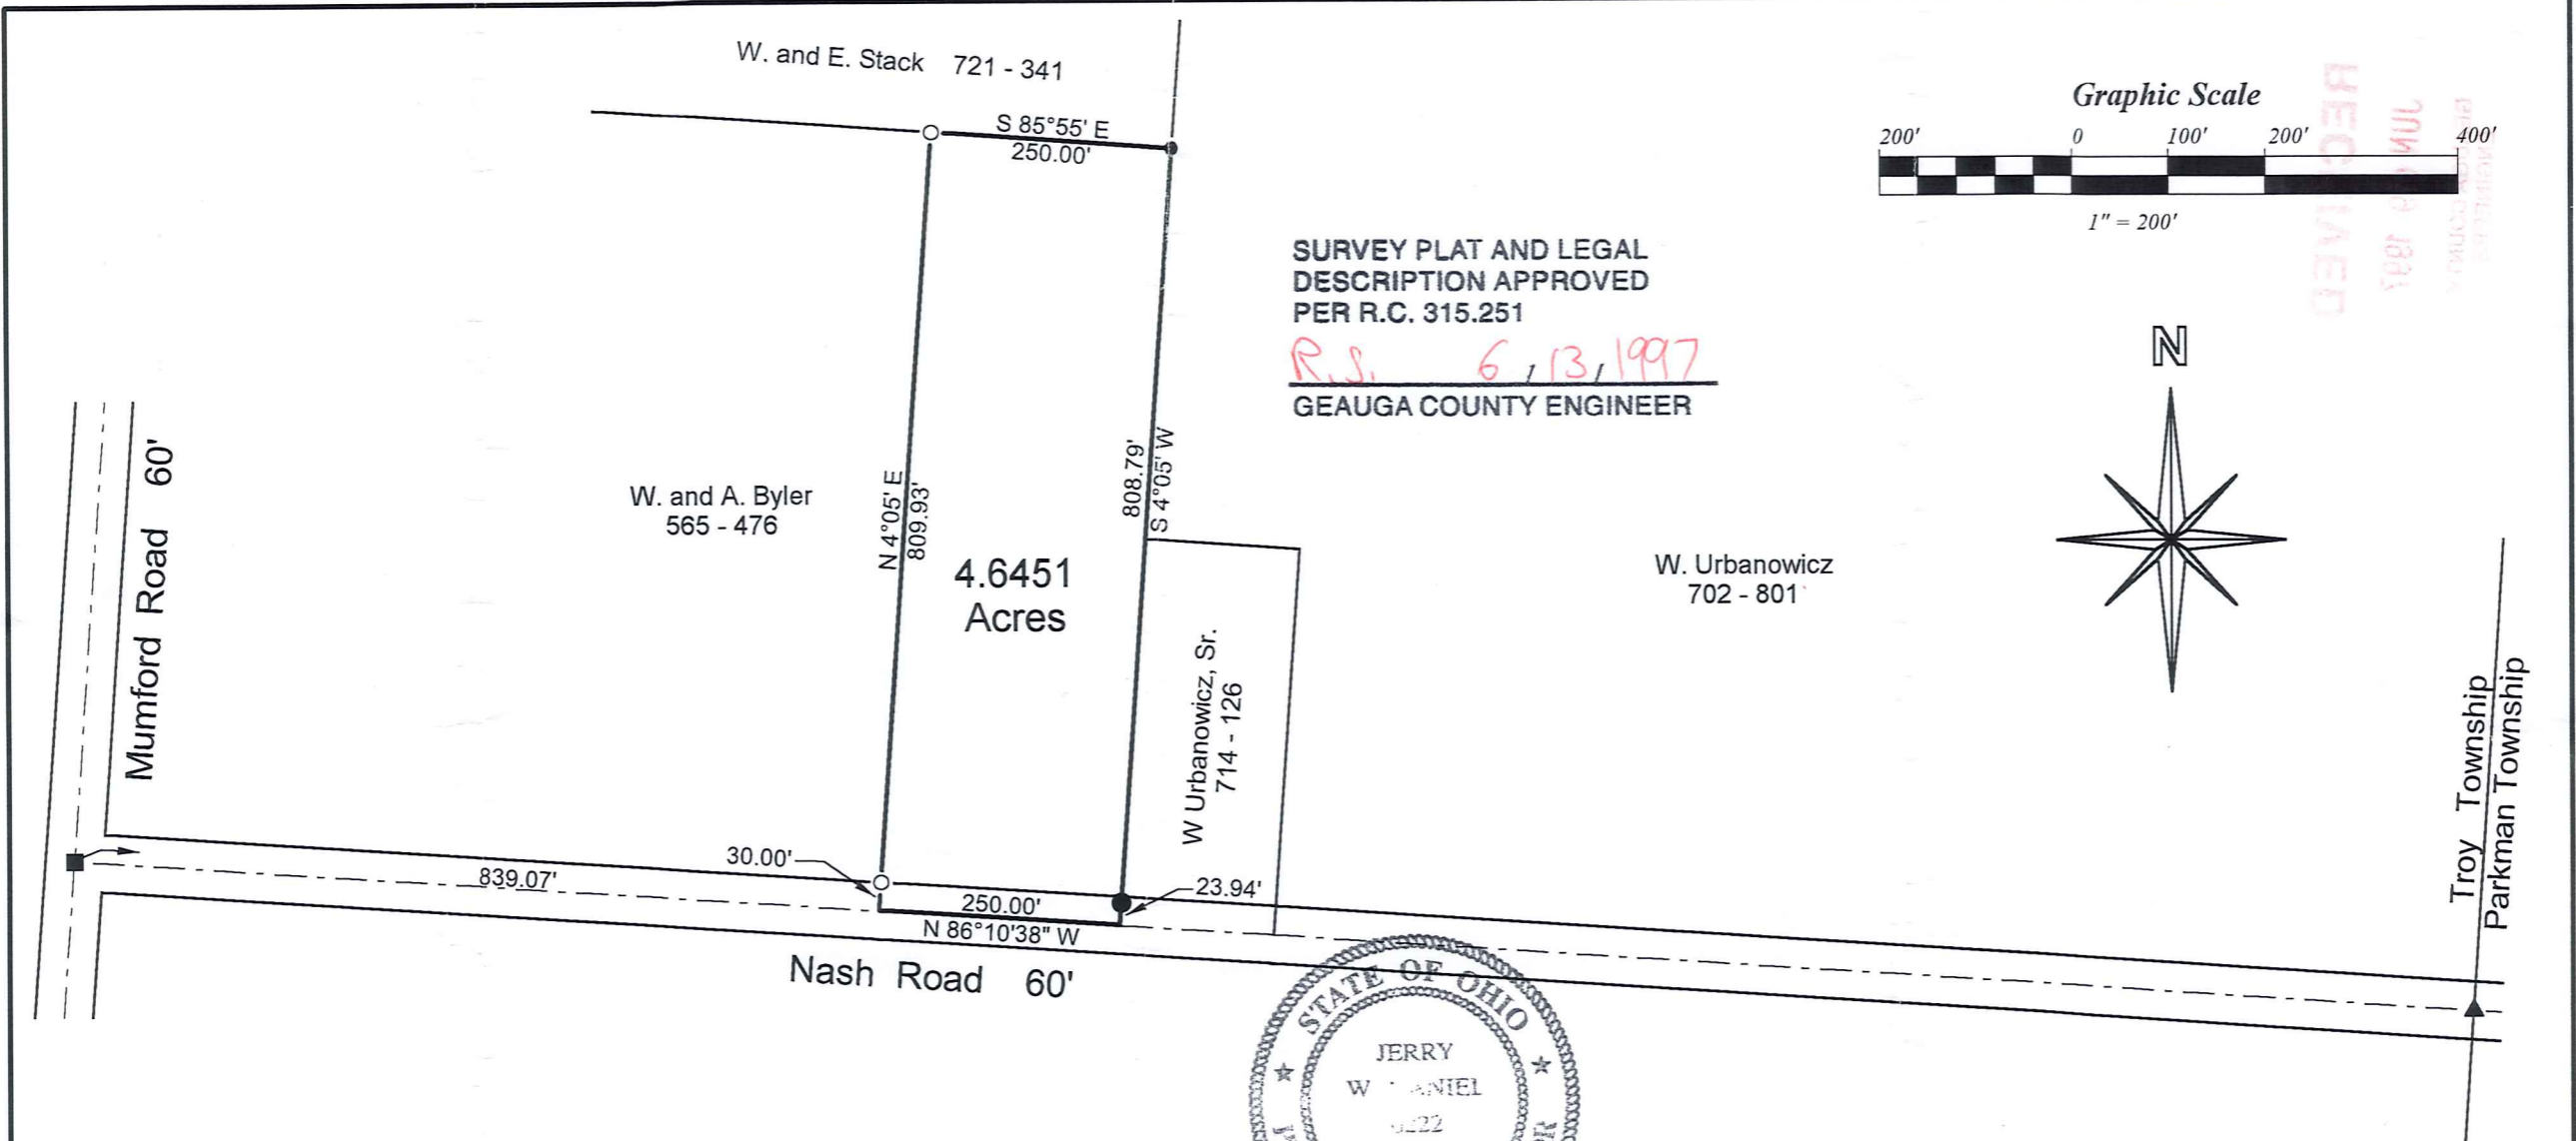 W. and E. Stack 721 - 341
S 85°55' E
250.00'
Graphic Scale
200' 0 100' 200' 400'
1" = 200'
RECEIVED
SURVEY PLAT AND LEGAL
DESCRIPTION APPROVED
PER R.C. 315.251
R.S. 6/13/1997
GEAUGA COUNTY ENGINEER
N
Mumford Road 60'
W. and A. Byler
565 - 476
N 4°05' E
809.93'
4.6451
Acres
808.79'
S 4°05' W
W Urbanowicz, Sr.
714 - 126
W. Urbanowicz
702 - 801
Troy Township
Parkman Township
839.07'
30.00'
250.00'
N 86°10'38" W
23.94'
Nash Road 60'
STATE OF OHIO
JERRY
W